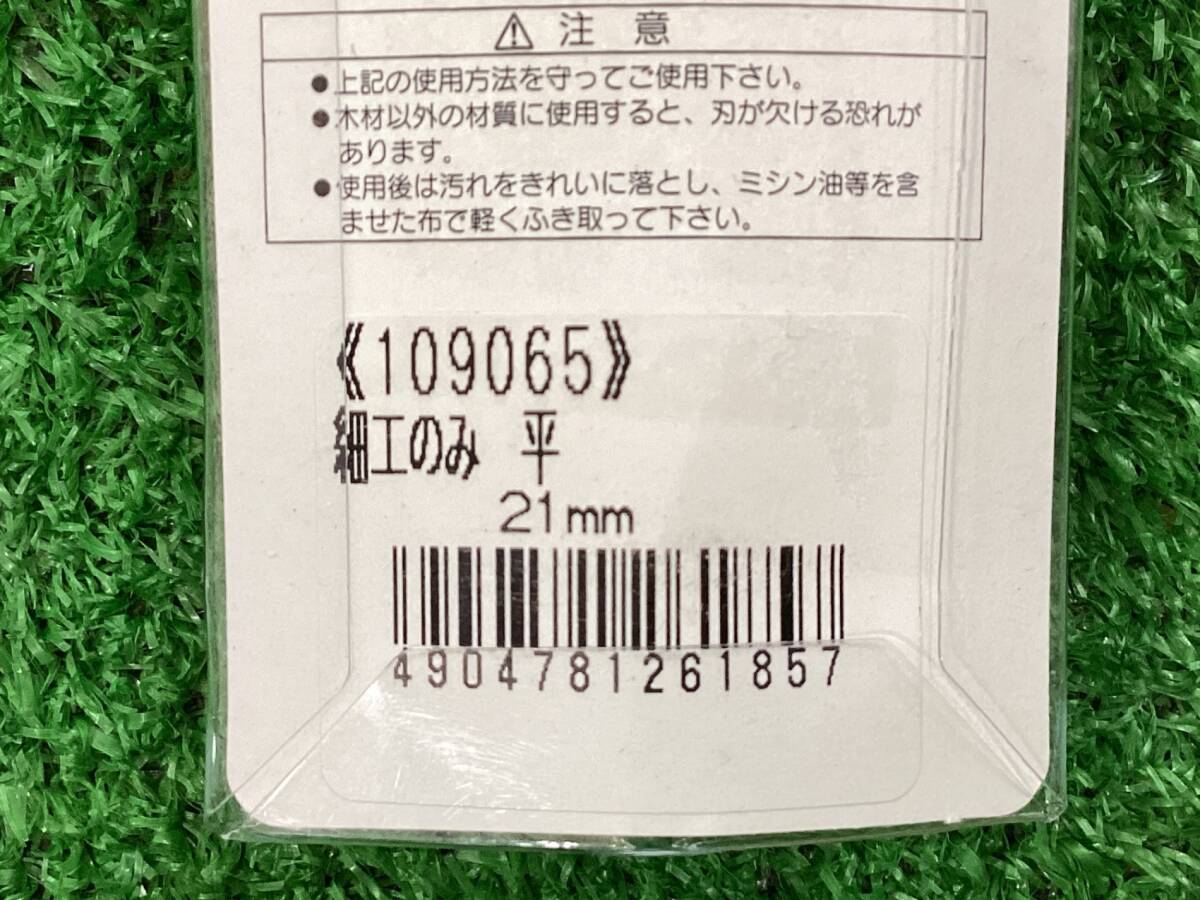 ⚠ 注 意
●上記の使用方法を守ってご使用下さい。
●木材以外の材質に使用すると、刃が欠ける恐れが
あります。
●使用後は汚れをきれいに落とし、ミシン油等を含
ませた布で軽くふき取って下さい。
《109065》
細工のみ 平
21mm
4904781261857